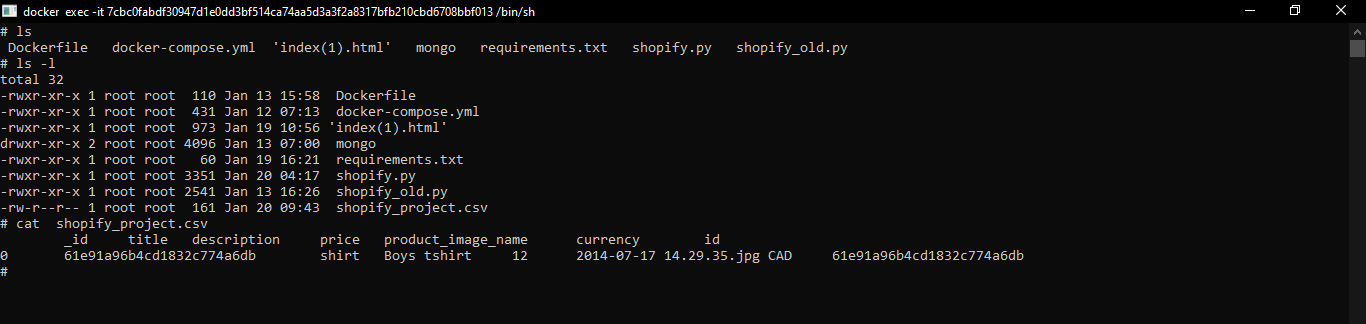 docker exec -it 7cbc0fabdf30947d1e0dd3bf514ca74aa5d3a3f2a8317bfb210cbd6708bbf013 /bin/sh
# ls
 Dockerfile   docker-compose.yml  'index(1).html'   mongo   requirements.txt   shopify.py   shopify_old.py
# ls -l
total 32
-rwxr-xr-x 1 root root  110 Jan 13 15:58  Dockerfile
-rwxr-xr-x 1 root root  431 Jan 12 07:13  docker-compose.yml
-rwxr-xr-x 1 root root  973 Jan 19 10:56 'index(1).html'
drwxr-xr-x 2 root root 4096 Jan 13 07:00  mongo
-rwxr-xr-x 1 root root   60 Jan 19 16:21  requirements.txt
-rwxr-xr-x 1 root root 3351 Jan 20 04:17  shopify.py
-rwxr-xr-x 1 root root 2541 Jan 13 16:26  shopify_old.py
-rw-r--r-- 1 root root  161 Jan 20 09:43  shopify_project.csv
# cat  shopify_project.csv
        _id     title   description     price   product_image_name      currency        id
0       61e91a96b4cd1832c774a6db        shirt   Boys tshirt     12      2014-07-17 14.29.35.jpg CAD     61e91a96b4cd1832c774a6db
#